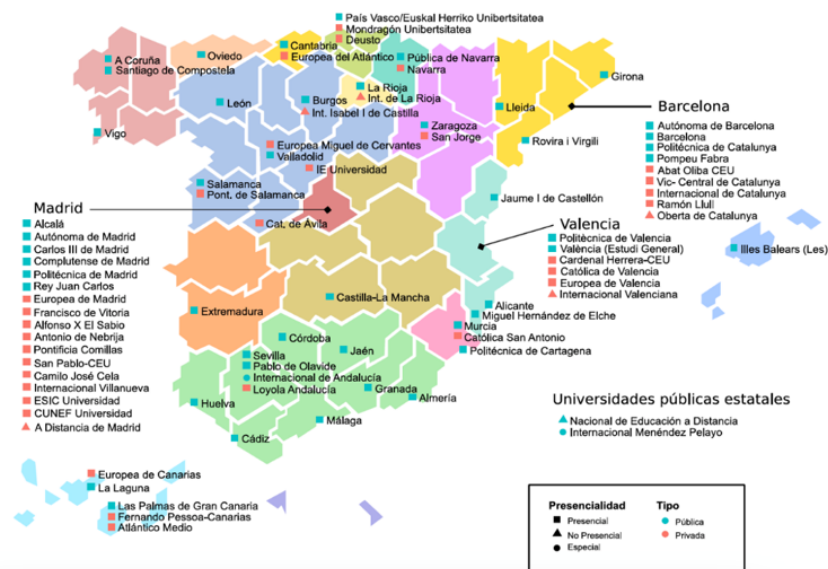 País Vasco/Euskal Herriko Unibertsitatea
Mondragón Unibertsitatea
Deusto
A Coruña
Santiago de Compostela
Vigo
Oviedo
Cantabria
Europea del Atlántico
Pública de Navarra
Navarra
La Rioja
Int. de La Rioja
León
Burgos
Int. Isabel I de Castilla
Europea Miguel de Cervantes
Valladolid
IE Universidad
Salamanca
Pont. de Salamanca
Cat. de Ávila
Zaragoza
San Jorge
Girona
Lleida
Rovira i Virgili
Barcelona
Autónoma de Barcelona
Barcelona
Politécnica de Catalunya
Pompeu Fabra
Abat Oliba CEU
Vic- Central de Catalunya
Internacional de Catalunya
Ramón Llull
Oberta de Catalunya
Madrid
Alcalá
Autónoma de Madrid
Carlos III de Madrid
Complutense de Madrid
Politécnica de Madrid
Rey Juan Carlos
Europea de Madrid
Francisco de Vitoria
Alfonso X El Sabio
Antonio de Nebrija
Pontificia Comillas
San Pablo-CEU
Camilo José Cela
Internacional Villanueva
ESIC Universidad
CUNEF Universidad
A Distancia de Madrid
Jaume I de Castellón
Valencia
Politècnica de Valencia
València (Estudi General)
Cardenal Herrera-CEU
Católica de Valencia
Europea de Valencia
Internacional Valenciana
Illes Balears (Les)
Extremadura
Castilla-La Mancha
Alicante
Miguel Hernández de Elche
Murcia
Católica San Antonio
Politécnica de Cartagena
Córdoba
Jaén
Sevilla
Pablo de Olavide
Internacional de Andalucía
Loyola Andalucía
Granada
Almería
Huelva
Málaga
Cádiz
Universidades públicas estatales
Nacional de Educación a Distancia
Internacional Menéndez Pelayo
Europea de Canarias
La Laguna
Las Palmas de Gran Canaria
Fernando Pessoa-Canarias
Atlántico Medio
Presencialidad
Presencial
No Presencial
Especial
Tipo
Pública
Privada